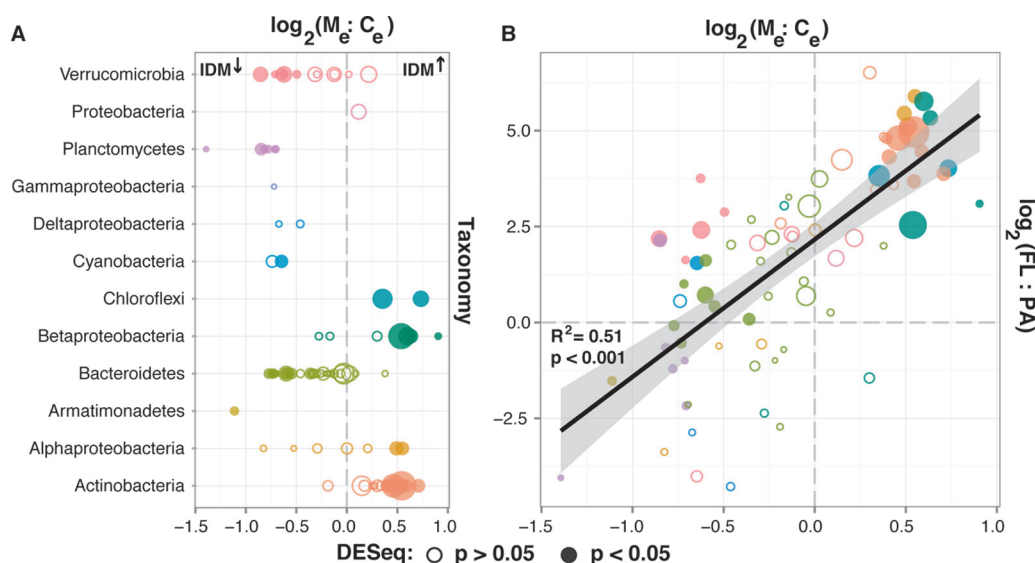 A
log2(Me: Ce)
IDM↓
IDM↑
Verrucomicrobia
Proteobacteria
Planctomycetes
Gammaproteobacteria
Deltaproteobacteria
Cyanobacteria
Chloroflexi
Betaproteobacteria
Bacteroidetes
Armatimonadetes
Alphaproteobacteria
Actinobacteria
Taxonomy
−1.5 −1.0 −0.5 0.0 0.5 1.0
B
log2(Me: Ce)
5.0
2.5
0.0
−2.5
R2= 0.51
p < 0.001
log2(FL : PA)
−1.5 −1.0 −0.5 0.0 0.5 1.0
DESeq: p > 0.05 p < 0.05